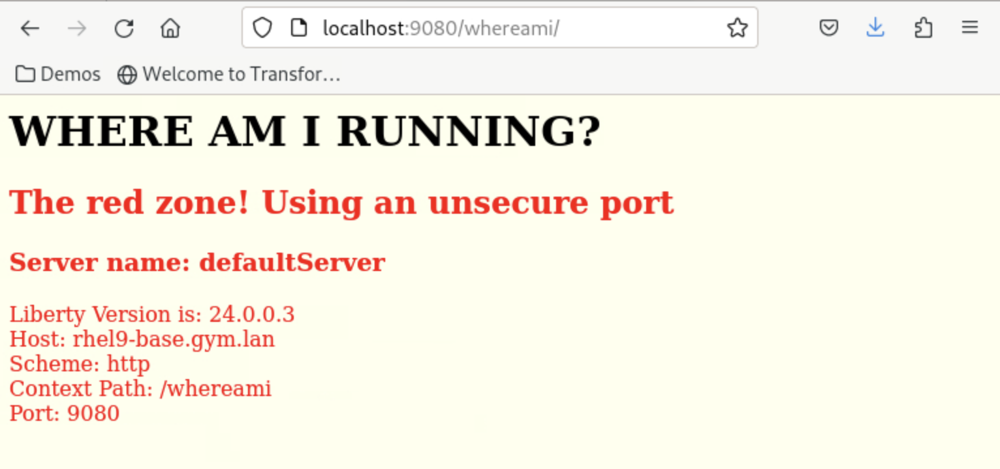 localhost:9080/whereami/
Demos Welcome to Transfor...
WHERE AM I RUNNING?
The red zone! Using an unsecure port
Server name: defaultServer
Liberty Version is: 24.0.0.3
Host: rhel9-base.gym.lan
Scheme: http
Context Path: /whereami
Port: 9080